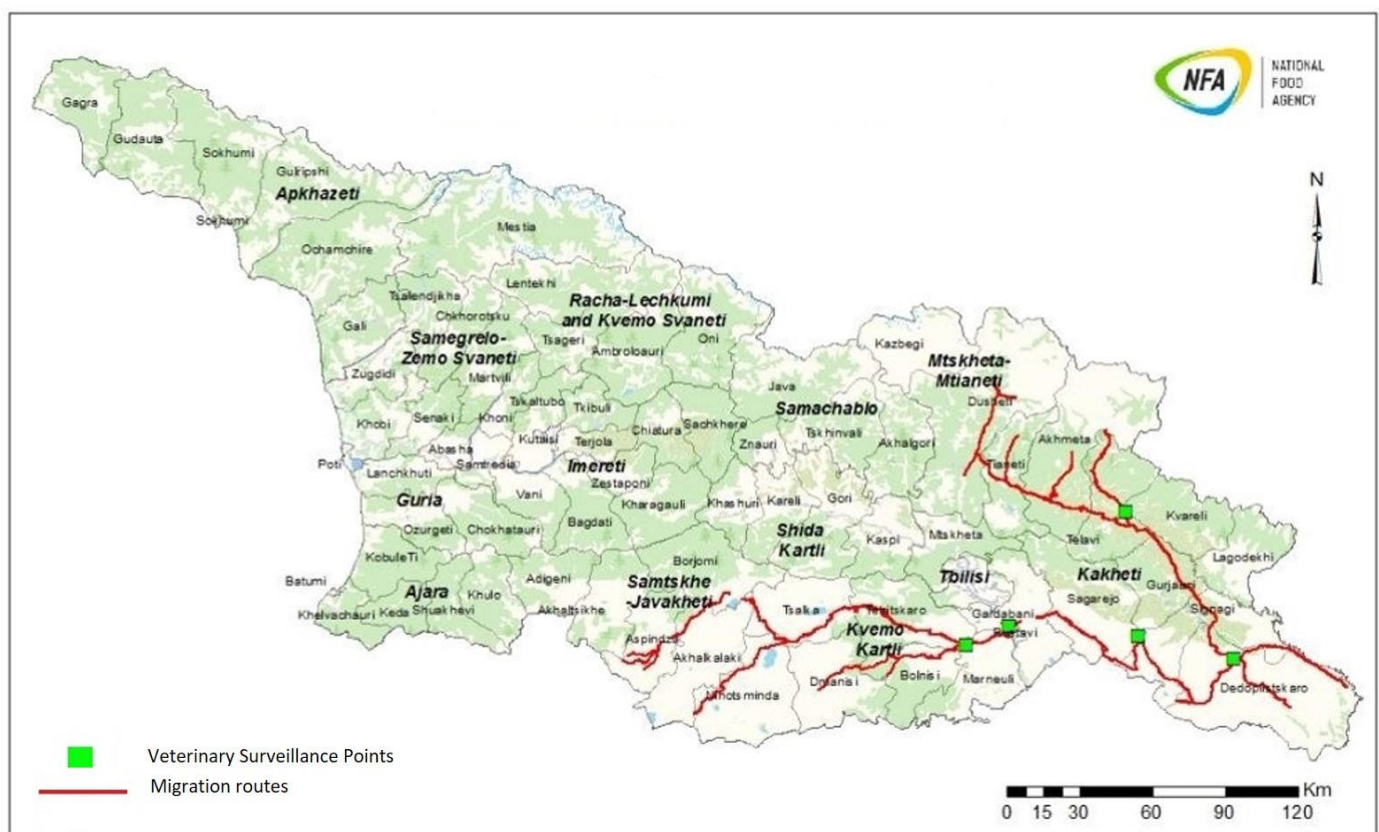 NFA
NATIONAL
FOOD
AGENCY
N
Gagra
Gudauta
Sokhumi
Gulripshi
Apkhazeti
Sokhumi
Ochamchire
Mestia
Lentekhi
Tsalendjikha
Chkhorotsku
Racha-Lechkumi
and Kvemo Svaneti
Gali
Samegrelo-
Zemo Svaneti
Tsageri
Ambroloauri
Oni
Kazbegi
Mtskheta-
Mtianeti
Zugdidi
Martvili
Java
Dusheti
Tskaltubo
Tkibuli
Samachablo
Khobi
Senaki
Khoni
Chiatura
Sachkhere
Znauri
Tskhinvali
Akhalgori
Akhmeta
Abasha
Kutaisi
Terjola
Poti
Lanchkhuti
Samtredia
Imereti
Zestaponi
Tianeti
Guria
Vani
Kharagauli
Khashuri
Kareli
Gori
Kvareli
Ozurgeti
Chokhatauri
Bagdati
Shida
Kartli
Kaspi
Mtskheta
Telavi
KobuleTi
Borjomi
Lagodekhi
Batumi
Ajara
Khulo
Adigeni
Samtskhe
-Javakheti
Tbilisi
Kakheti
Gurjaani
Khelvachauri
Keda
Shuakhevi
Akhaltsikhe
Tsalka
Tetritskaro
Gardabani
Sagarejo
Signagi
Aspindza
Kvemo
Kartli
Rustavi
Akhalkalaki
Ninotsminda
Dmanisi
Bolnisi
Marneuli
Dedoplistskaro
Veterinary Surveillance Points
Migration routes
Km
0 15 30 60 90 120